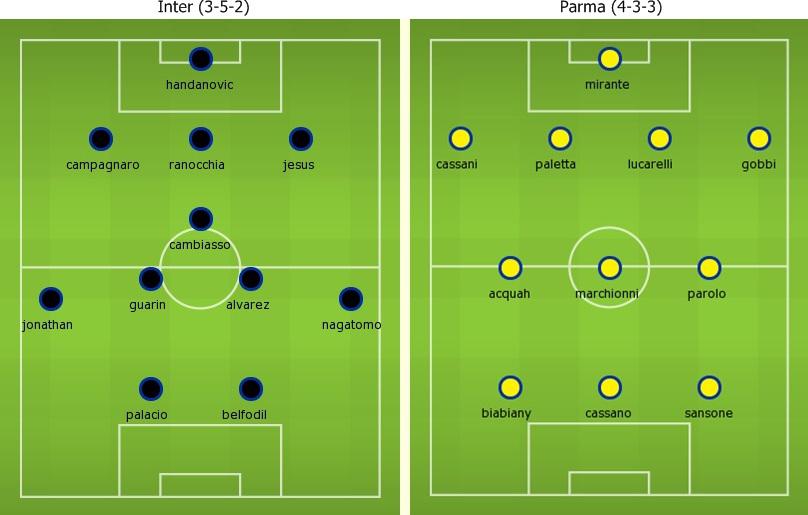 Inter (3-5-2)
handanovic
campagnaro ranocchia jesus
cambiasso
guarin alvarez
jonathan nagatomo
palacio belfodil
Parma (4-3-3)
mirante
cassani paletta lucarelli gobbi
acquah marchionni parolo
biabiany cassano sansone